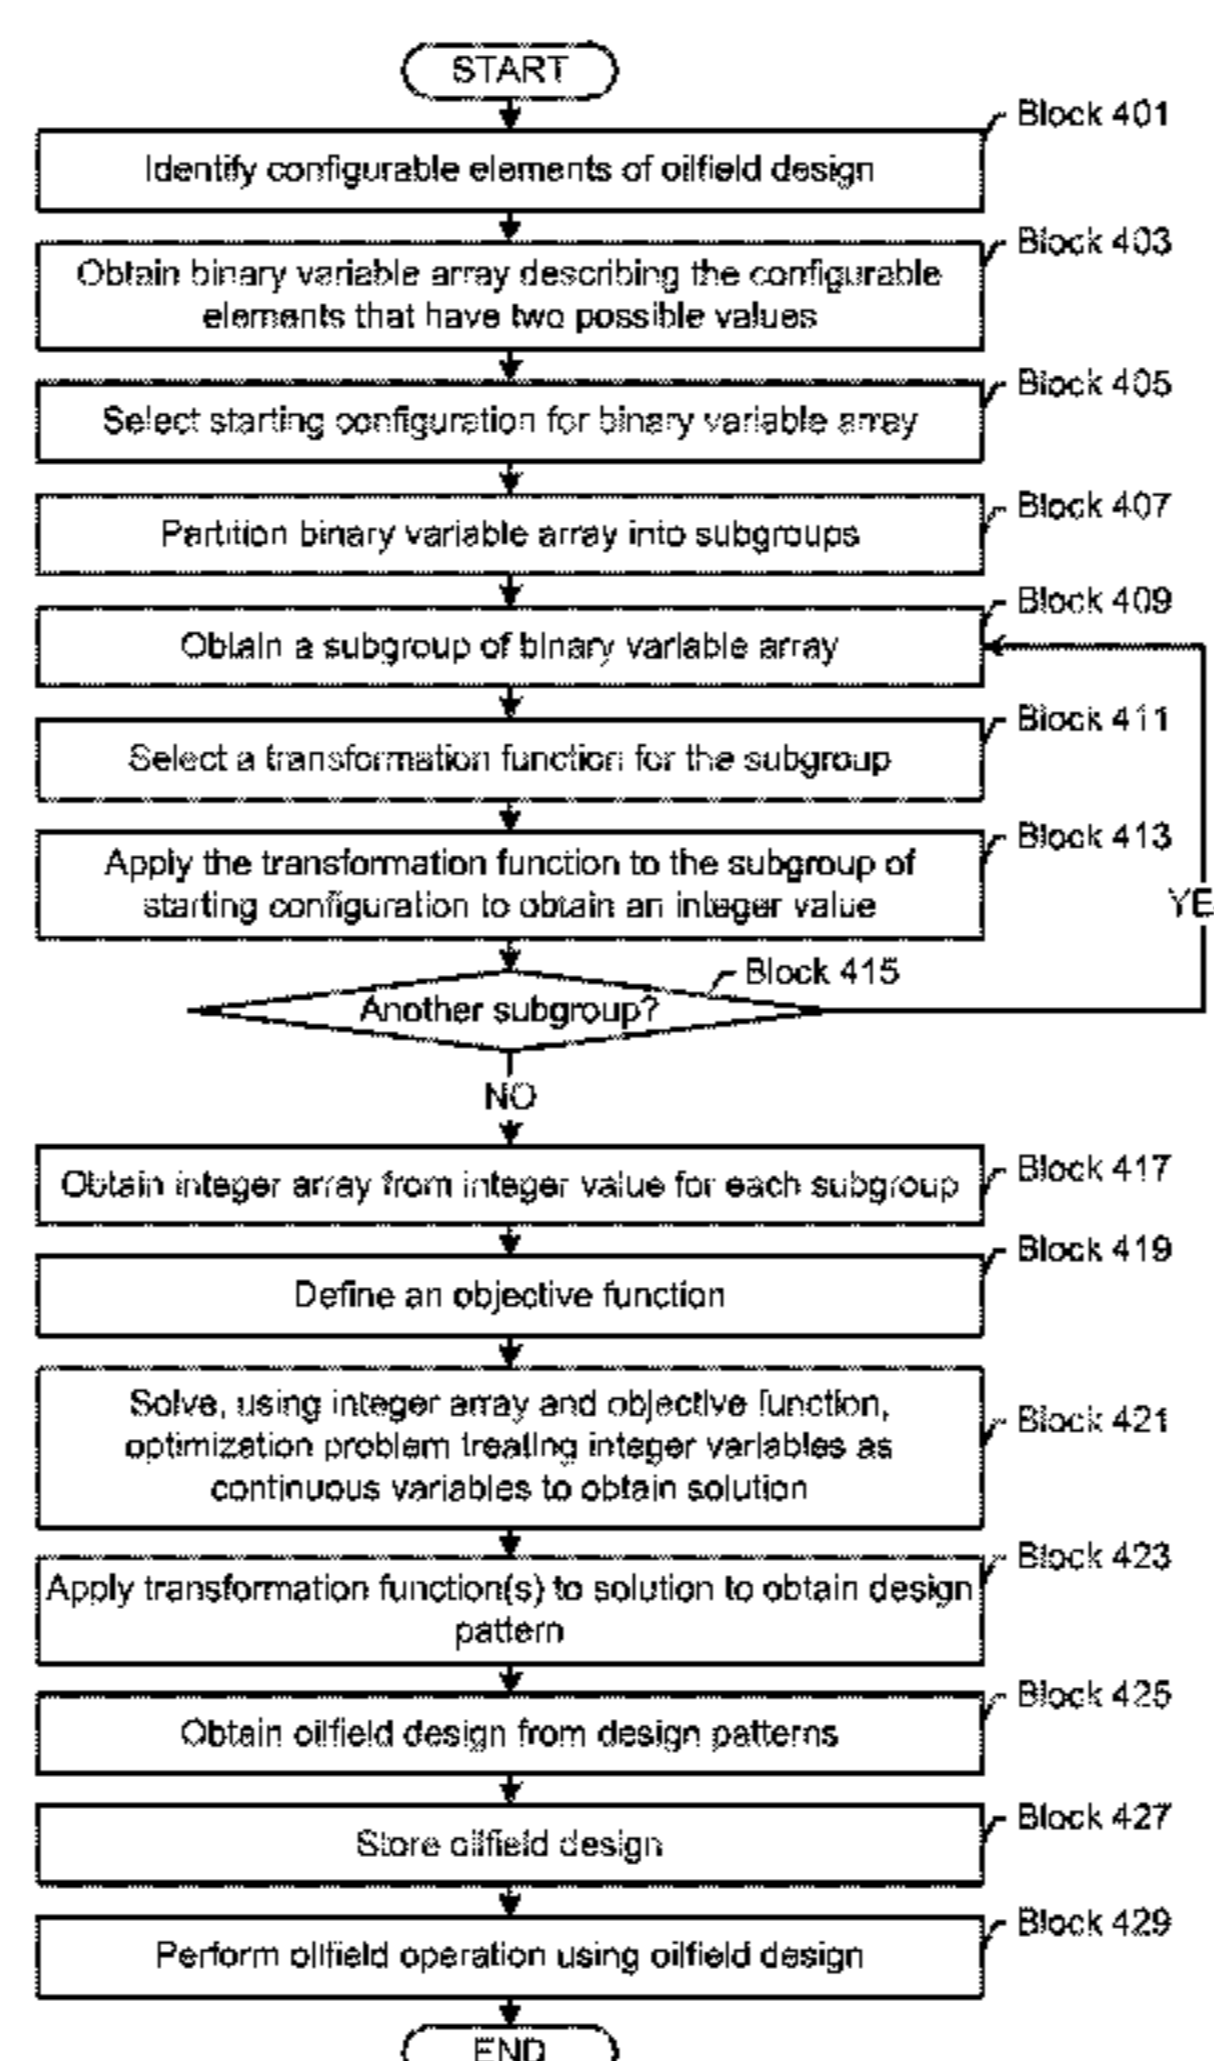 START
Block 401
Identify configurable elements of oilfield design
Block 403
Obtain binary variable array describing the configurable
elements that have two possible values
Block 405
Select starting configuration for binary variable array
Block 407
Partition binary variable array into subgroups
Block 409
Obtain a subgroup of binary variable array
Block 411
Select a transformation function for the subgroup
Block 413
Apply the transformation function to the subgroup of
starting configuration to obtain an integer value
YE
Block 415
Another subgroup?
NO
Block 417
Obtain integer array from integer value for each subgroup
Block 419
Define an objective function
Solve, using integer array and objective function,
Block 421
optimization problem treating integer variables as
continuous variables to obtain solution
Block 423
Apply transformation function(s) to solution to obtain design
pattern
Block 425
Obtain oilfield design from design patterns
Block 427
Store oilfield design
Block 429
Perform oilfield operation using oilfield design
END